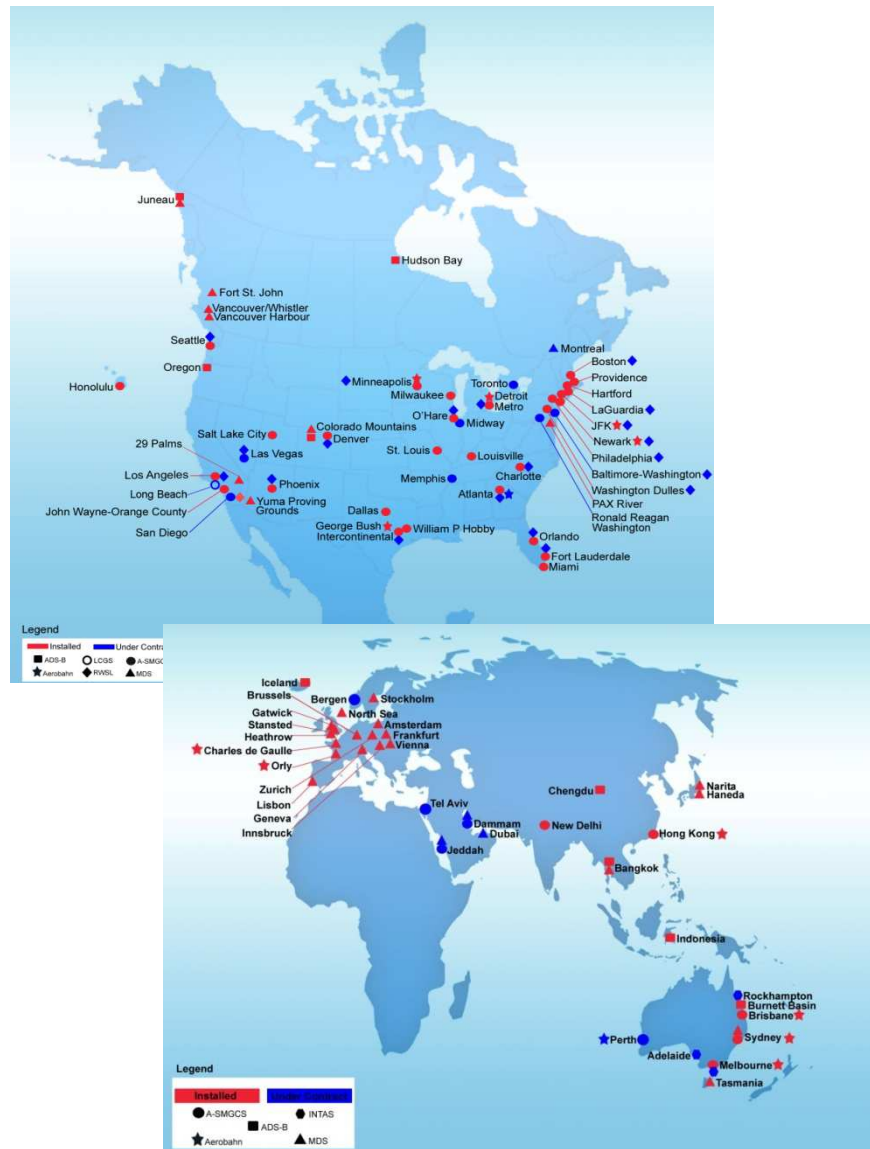 Juneau
Hudson Bay
Fort St. John
Vancouver/Whistler
Vancouver Harbour
Seattle
Oregon
Honolulu
Montreal
Boston
Providence
Hartford
LaGuardia
JFK
Newark
Philadelphia
Baltimore-Washington
Washington Dulles
PAX River
Ronald Reagan
Washington
Minneapolis
Toronto
Milwaukee
Detroit
Metro
O'Hare
Midway
Colorado Mountains
Salt Lake City
Denver
29 Palms
Las Vegas
St. Louis
Louisville
Los Angeles
Phoenix
Memphis
Charlotte
Long Beach
Atlanta
John Wayne-Orange County
Yuma Proving
Grounds
San Diego
Dallas
George Bush
Intercontinental
William P Hobby
Orlando
Fort Lauderdale
Miami
Legend
Installed
Under Contra
ADS-B
LCGS
A-SMGC
Aerobahn
RWSL
MDS
Iceland
Brussels
Bergen
Stockholm
Gatwick
North Sea
Stansted
Amsterdam
Heathrow
Frankfurt
Charles de Gaulle
Vienna
Orly
Zurich
Lisbon
Geneva
Innsbruck
Tel Aviv
Dammam
Dubai
Jeddah
Chengdu
New Delhi
Narita
Haneda
Hong Kong
Bangkok
Indonesia
Rockhampton
Burnett Basin
Brisbane
Perth
Sydney
Adelaide
Melbourne
Tasmania
Legend
Installed
Under Contract
A-SMGCS
INTAS
ADS-B
Aerobahn
MDS